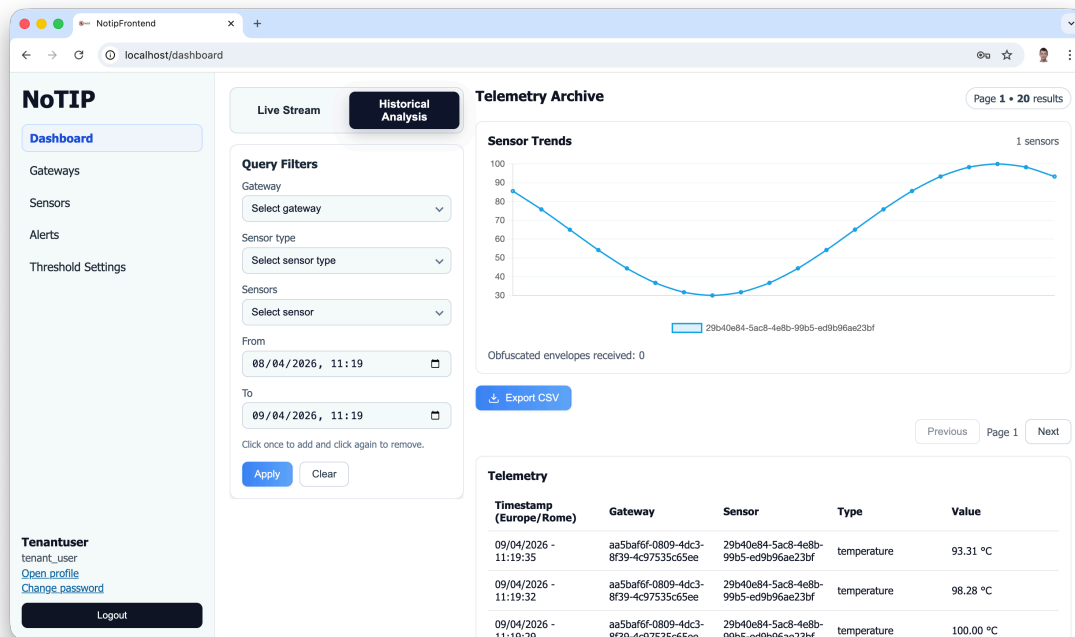 NotipFrontend
localhost/dashboard
NoTIP
Dashboard
Gateways
Sensors
Alerts
Threshold Settings
Tenantuser
tenant_user
Open profile
Change password
Logout
Live Stream
Historical
Analysis
Query Filters
Gateway
Select gateway
Sensor type
Select sensor type
Sensors
Select sensor
From
08/04/2026, 11:19
To
09/04/2026, 11:19
Click once to add and click again to remove.
Apply
Clear
Telemetry Archive
Page 1 • 20 results
Sensor Trends
1 sensors
100
90
80
70
60
50
40
30
29b40e84-5ac8-4e8b-99b5-ed9b96ae23bf
Obfuscated envelopes received: 0
Export CSV
Previous
Page 1
Next
Telemetry
Timestamp
(Europe/Rome)
Gateway
Sensor
Type
Value
09/04/2026 -
11:19:35
aa5baf6f-0809-4dc3-
8f39-4c97535c65ee
29b40e84-5ac8-4e8b-
99b5-ed9b96ae23bf
temperature
93.31 °C
09/04/2026 -
11:19:32
aa5baf6f-0809-4dc3-
8f39-4c97535c65ee
29b40e84-5ac8-4e8b-
99b5-ed9b96ae23bf
temperature
98.28 °C
09/04/2026 -
11:19:29
aa5baf6f-0809-4dc3-
8f39-4c97535c65ee
29b40e84-5ac8-4e8b-
99b5-ed9b96ae23bf
temperature
100.00 °C